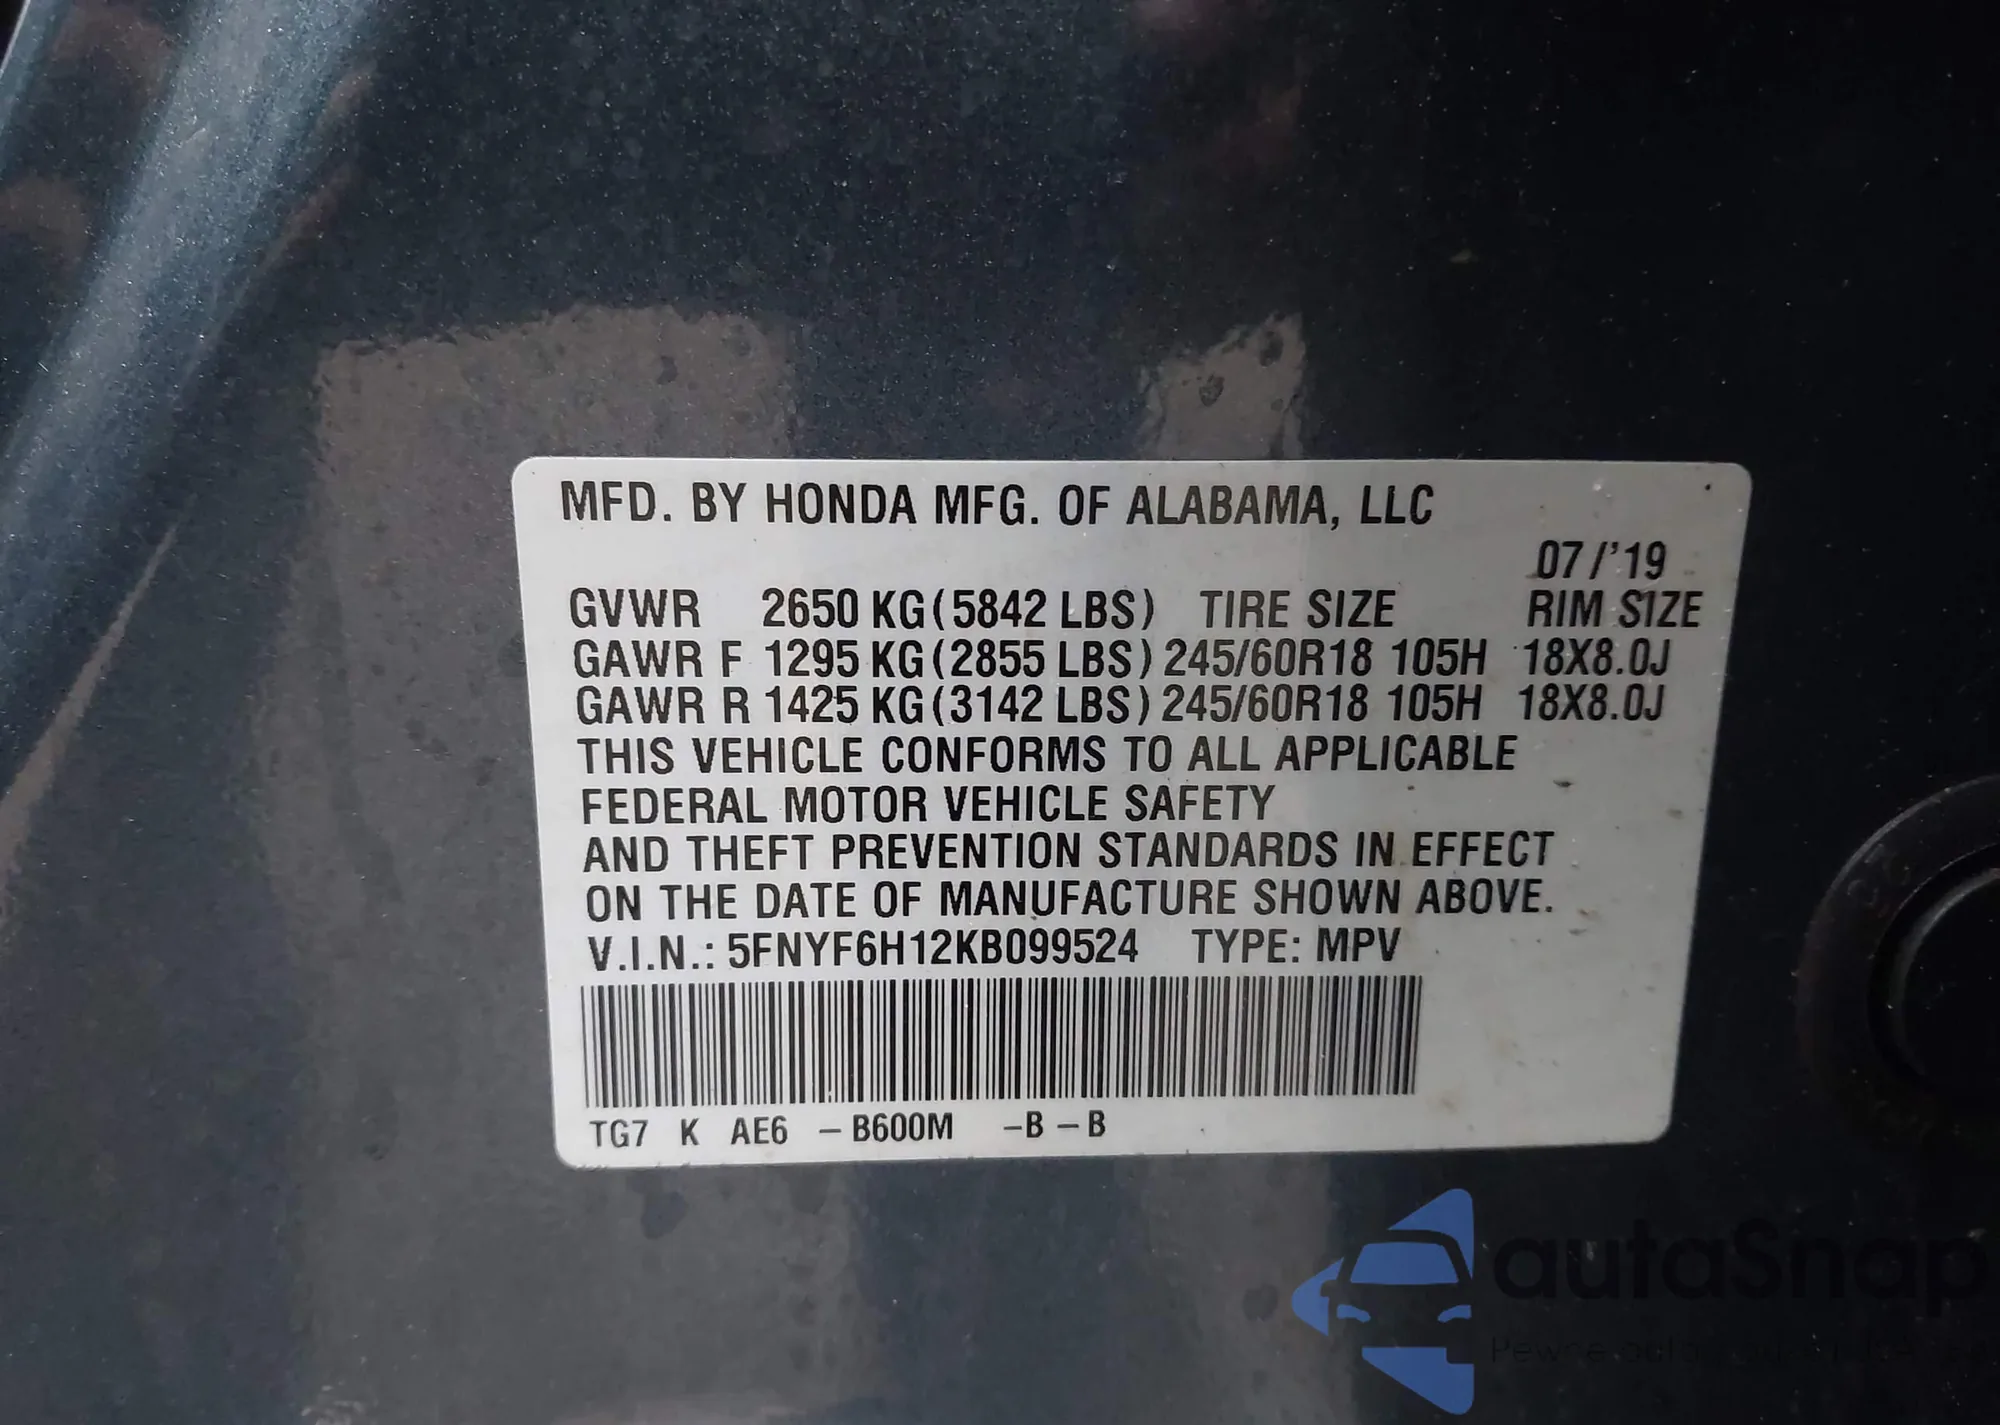 MFD. BY HONDA MFG. OF ALABAMA, LLC
07/'19
GVWR 2650 KG (5842 LBS) TIRE SIZE RIM SIZE
GAWR F 1295 KG (2855 LBS) 245/60R18 105H 18X8.0J
GAWR R 1425 KG (3142 LBS) 245/60R18 105H 18X8.0J
THIS VEHICLE CONFORMS TO ALL APPLICABLE
FEDERAL MOTOR VEHICLE SAFETY
AND THEFT PREVENTION STANDARDS IN EFFECT
ON THE DATE OF MANUFACTURE SHOWN ABOVE.
V.I.N.: 5FNYF6H12KB099524 TYPE: MPV
TG7 K AE6 -B600M -B-B
autaSnap
Pewne auta